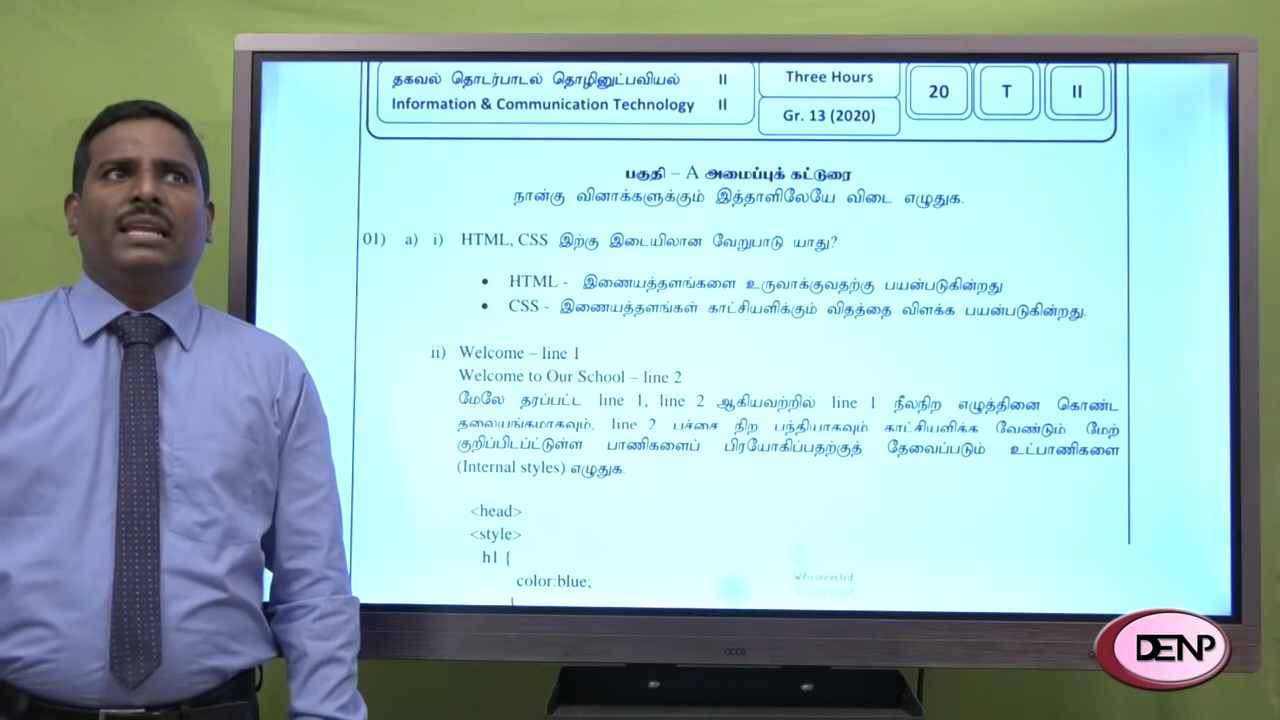 தகவல் தொடர்பாடல் தொழினுட்பவியல் II
Information & Communication Technology II
Three Hours
Gr. 13 (2020)
20 T II
பகுதி – A அமைப்புக் கட்டுரை
நான்கு வினாக்களுக்கும் இத்தாளிலேயே விடை எழுதுக.
01) a) i) HTML, CSS இற்கு இடையிலான வேறுபாடு யாது?
• HTML - இணையத்தளங்களை உருவாக்குவதற்கு பயன்படுகின்றது
• CSS - இணையத்தளங்கள் காட்சியளிக்கும் விதத்தை விளக்க பயன்படுகின்றது.
ii) Welcome – line 1
Welcome to Our School – line 2
மேலே தரப்பட்ட line 1, line 2 ஆகியவற்றில் line 1 நீலநிற எழுத்தினை கொண்ட
தலையங்கமாகவும், line 2 பச்சை நிற பந்தியாகவும் காட்சியளிக்க வேண்டும் மேற்
குறிப்பிடப்ட்டுள்ள பாணிகளைப் பிரயோகிப்பதற்குத் தேவைப்படும் உட்பாணிகளை
(Internal styles) எழுதுக.
<head>
<style>
h1 {
color:blue;
Wifi connected
DENP